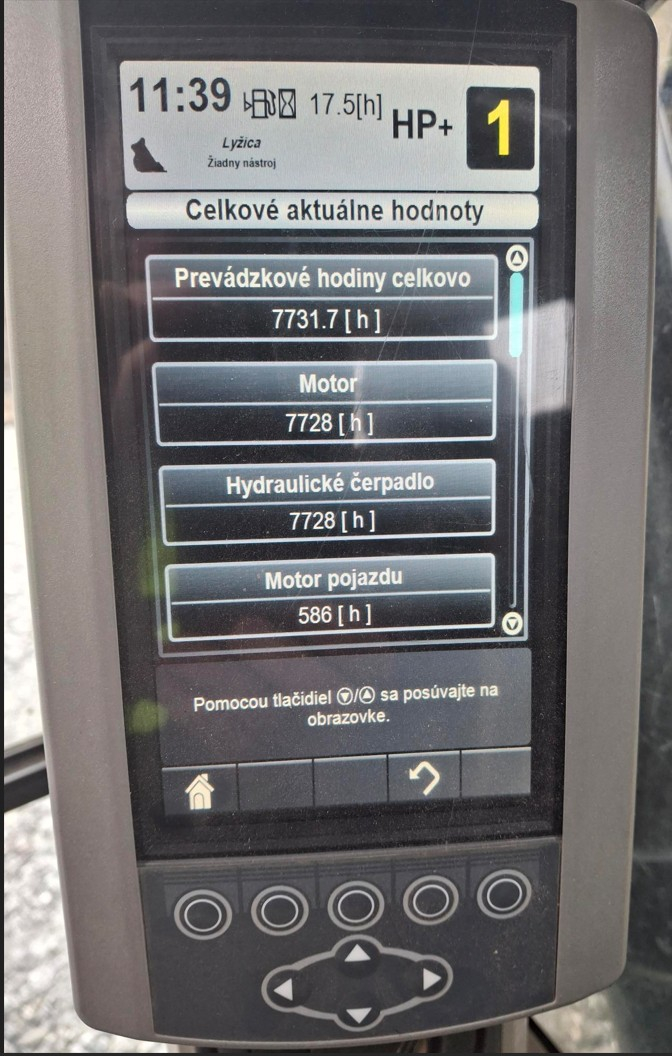 11:39 17.5[h] HP+ 1
Lyžica
Žiadny nástroj
Celkové aktuálne hodnoty
Prevádzkové hodiny celkovo
7731.7 [ h ]
Motor
7728 [ h ]
Hydraulické čerpadlo
7728 [ h ]
Motor pojazdu
586 [ h ]
Pomocou tlačidiel ▼/▲ sa posúvajte na
obrazovke.